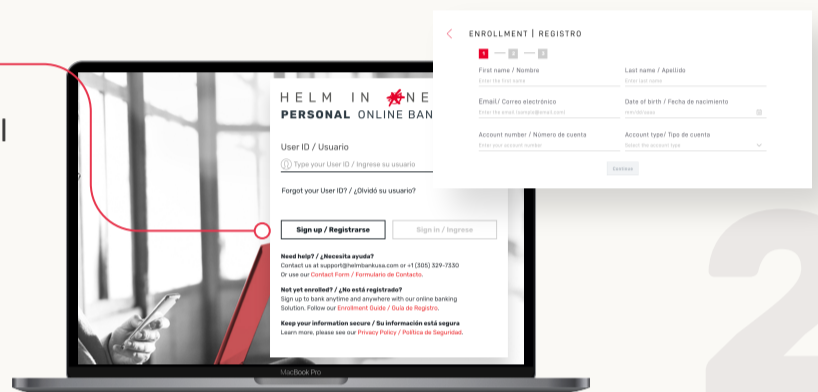 ENROLLMENT | REGISTRO
1 2 3
First name / Nombre
Enter the first name
Last name / Apellido
Enter last name
Email/ Correo electrónico
Enter the email (sample@email.com)
Date of birth / Fecha de nacimiento
mm/dd/aaaa
Account number / Número de cuenta
Enter your account number
Account type/ Tipo de cuenta
Select the account type
Continue
HELM IN NE
PERSONAL ONLINE BAN
User ID / Usuario
Type your User ID / Ingrese su usuario
Forgot your User ID? / ¿Olvidó su usuario?
Sign up / Registrarse
Sign in / Ingrese
Need help? / ¿Necesita ayuda?
Contact us at support@helmbankusa.com or +1 (305) 329-7330
Or use our Contact Form / Formulario de Contacto.
Not yet enrolled? / ¿No está registrado?
Sign up to bank anytime and anywhere with our online banking
Solution. Follow our Enrollment Guide / Guía de Registro.
Keep your information secure / Su información está segura
Learn more, please see our Privacy Policy / Política de Seguridad.
MacBook Pro
2